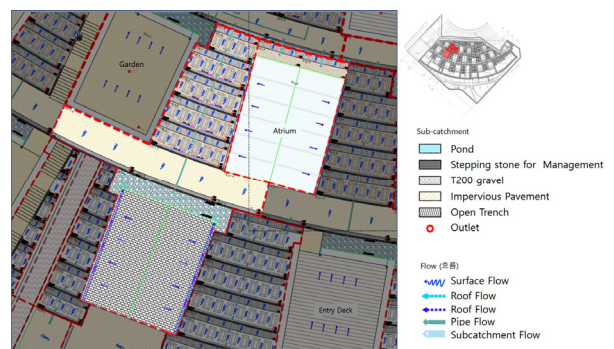 Garden
Atrium
Entry Deck
Sub-catchment
Pond
Stepping stone for Management
T200 gravel
Impervious Pavement
Open Trench
Outlet
Flow (흐름)
Surface Flow
Roof Flow
Roof Flow
Pipe Flow
Subcatchment Flow